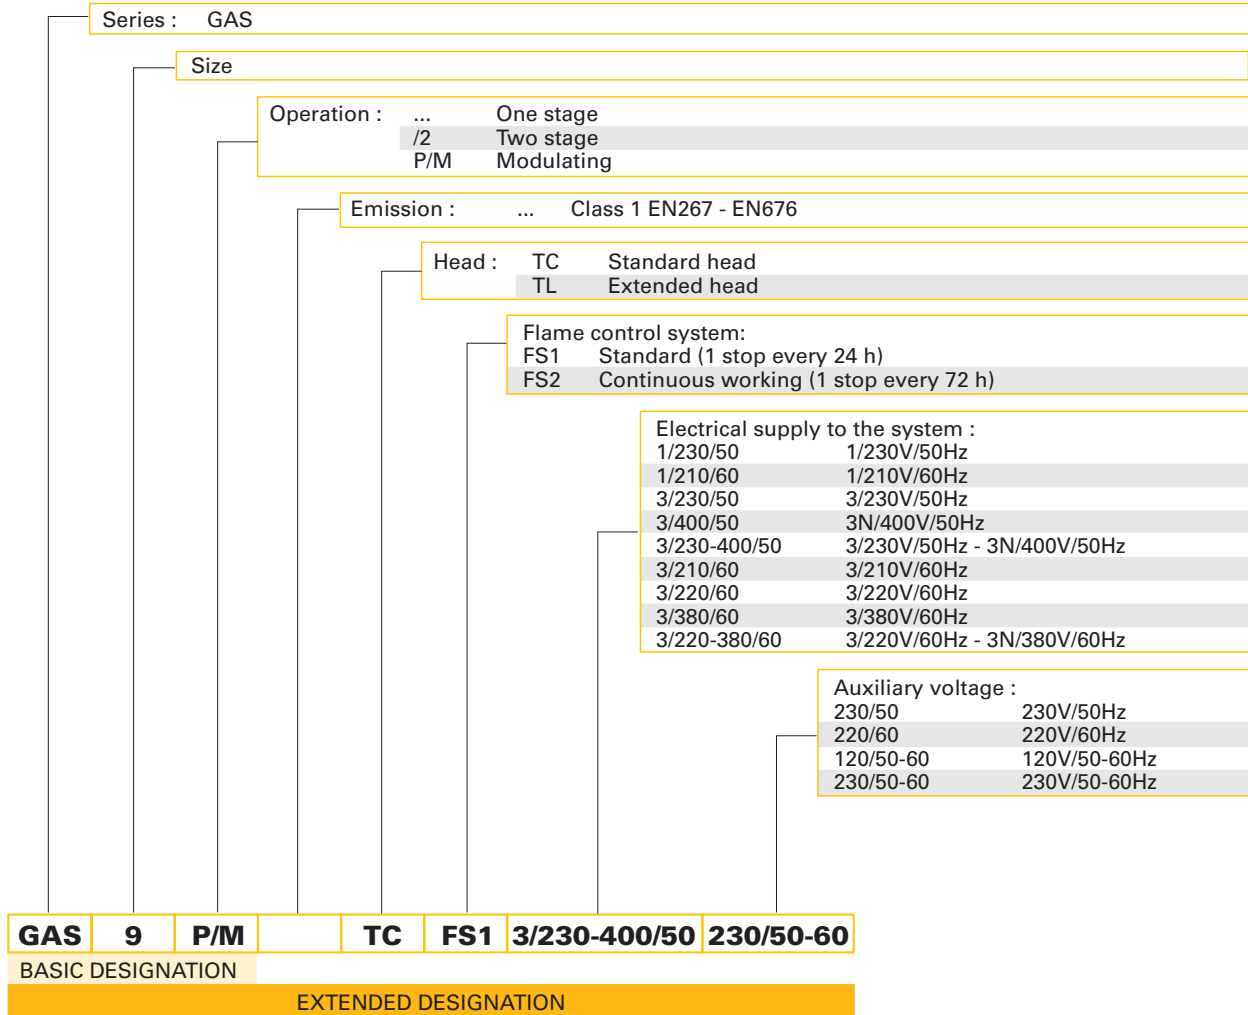 Series : GAS
Size
Operation : ... One stage
/2 Two stage
P/M Modulating
Emission : ... Class 1 EN267 - EN676
Head : TC Standard head
TL Extended head
Flame control system:
FS1 Standard (1 stop every 24 h)
FS2 Continuous working (1 stop every 72 h)
Electrical supply to the system :
1/230/50 1/230V/50Hz
1/210/60 1/210V/60Hz
3/230/50 3/230V/50Hz
3/400/50 3N/400V/50Hz
3/230-400/50 3/230V/50Hz - 3N/400V/50Hz
3/210/60 3/210V/60Hz
3/220/60 3/220V/60Hz
3/380/60 3/380V/60Hz
3/220-380/60 3/220V/60Hz - 3N/380V/60Hz
Auxiliary voltage :
230/50 230V/50Hz
220/60 220V/60Hz
120/50-60 120V/50-60Hz
230/50-60 230V/50-60Hz
GAS 9 P/M TC FS1 3/230-400/50 230/50-60
BASIC DESIGNATION
EXTENDED DESIGNATION